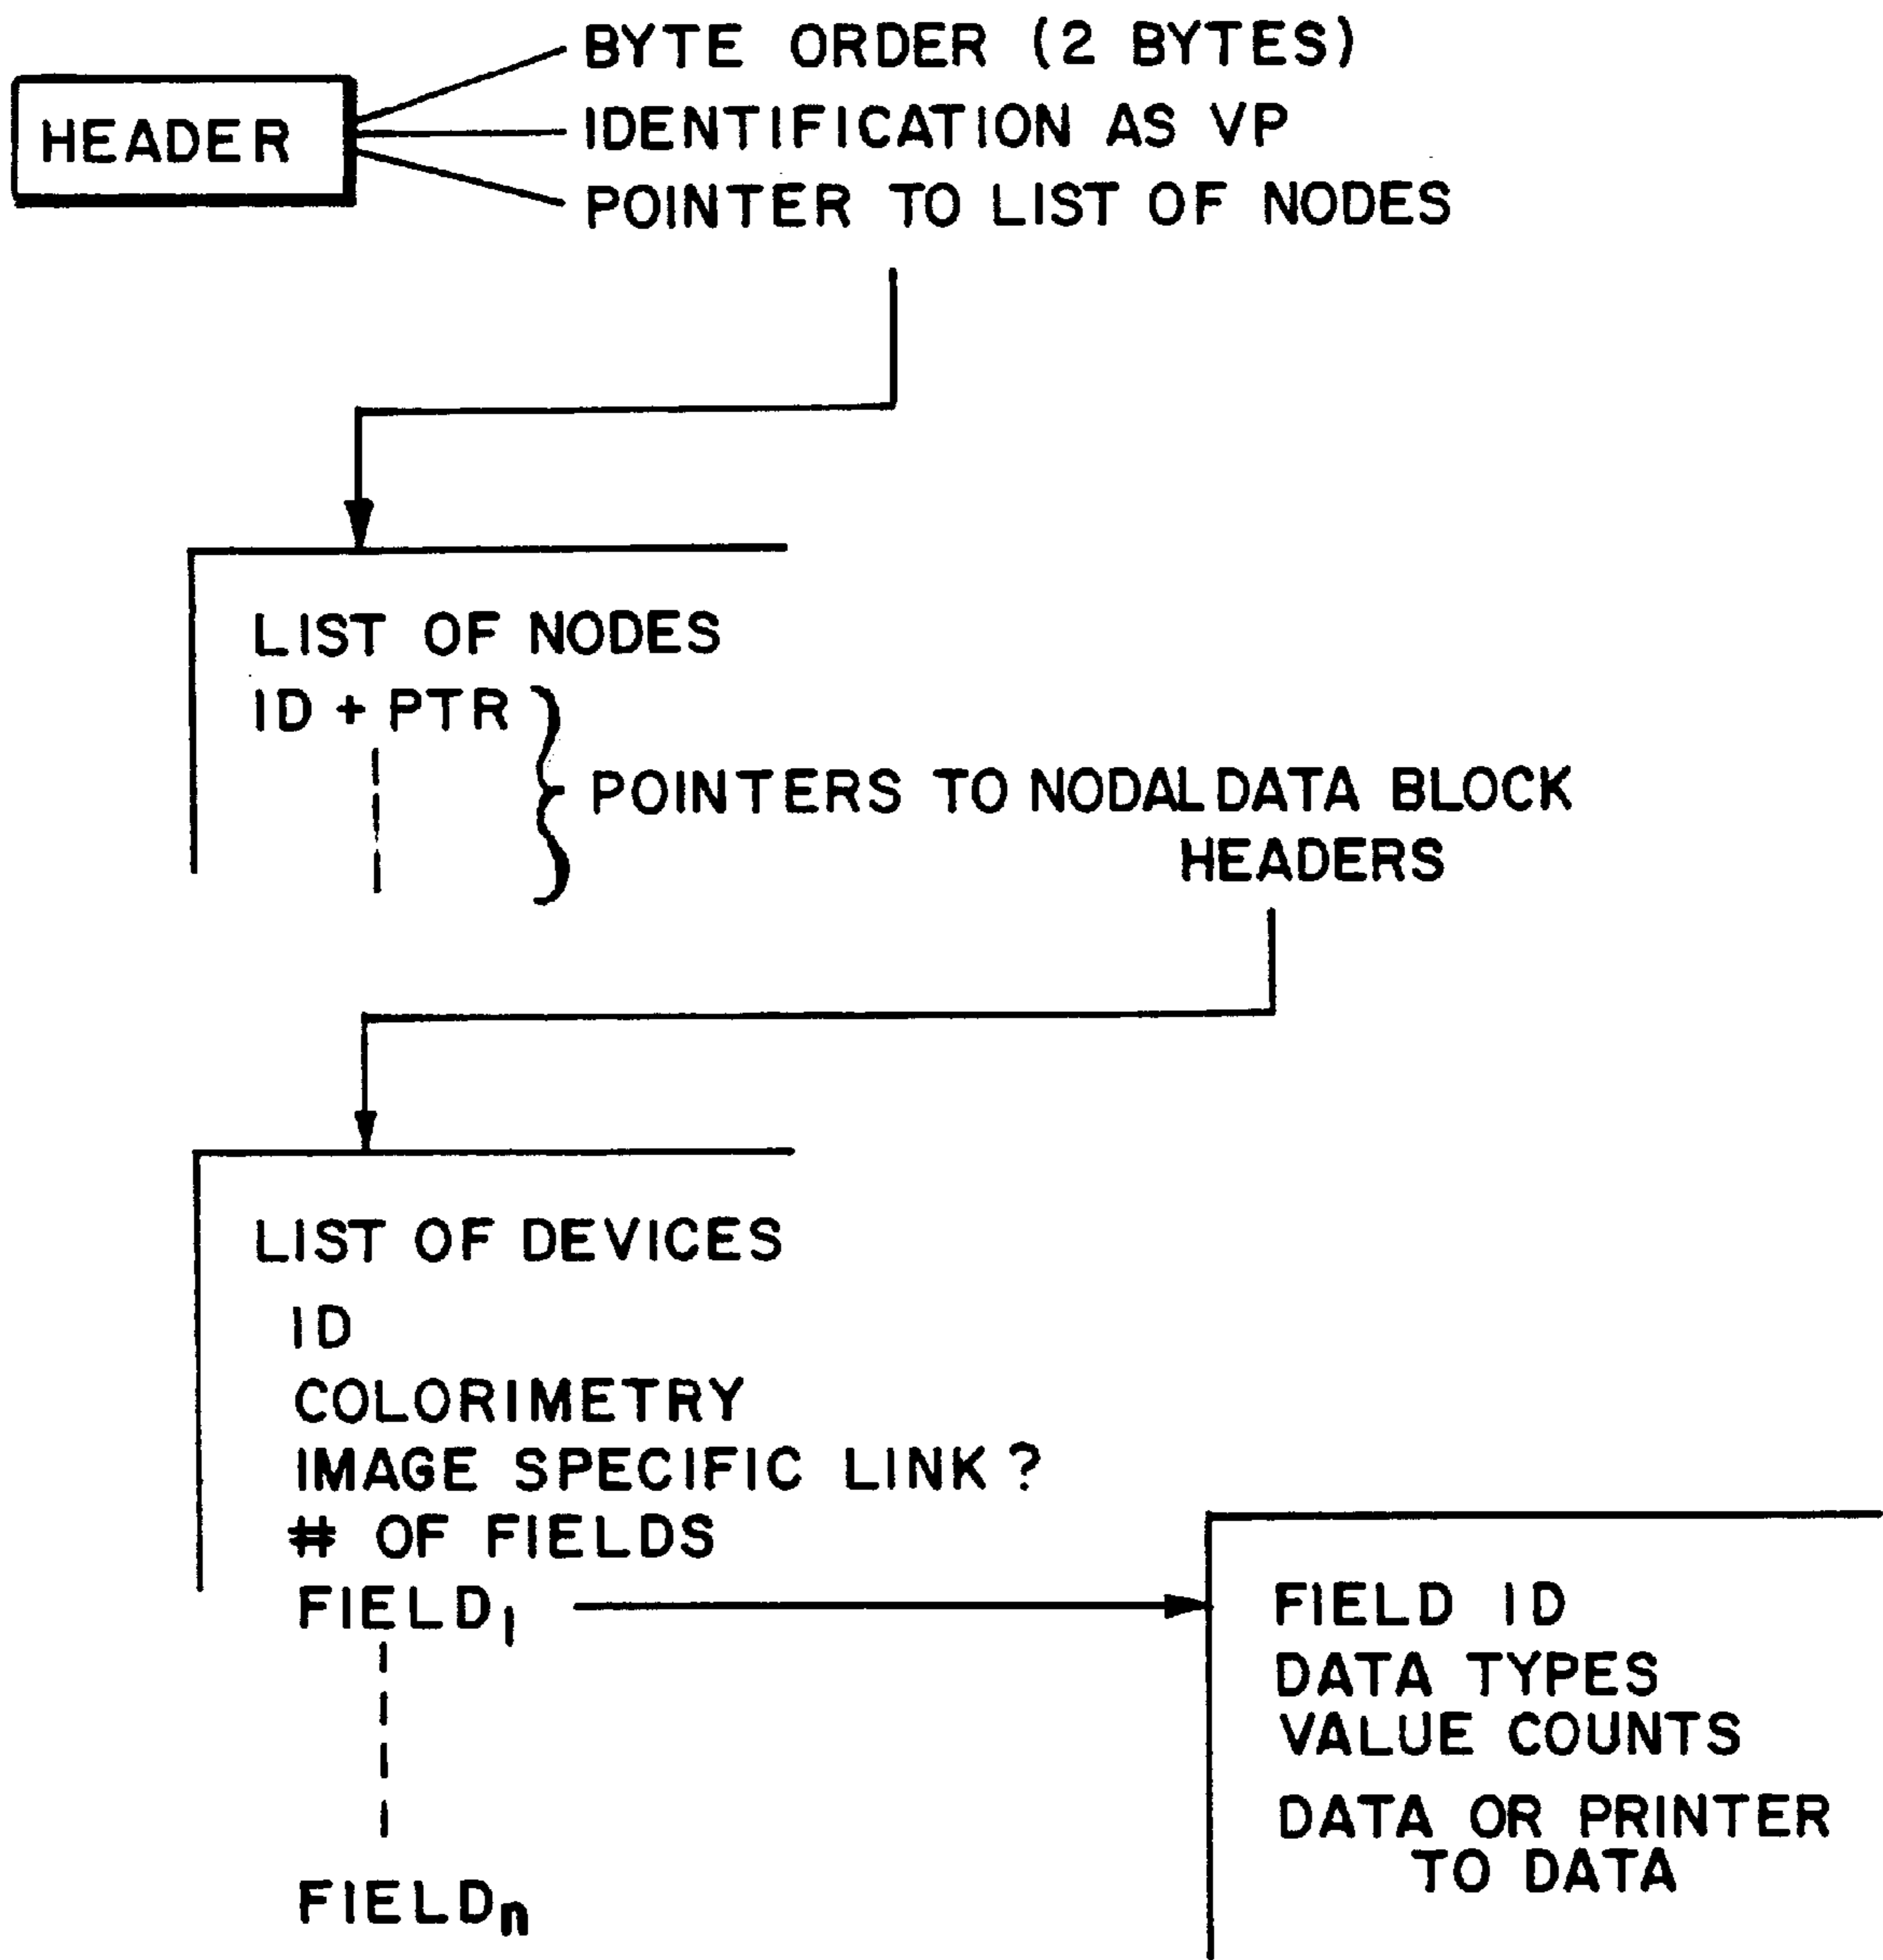 BYTE ORDER (2 BYTES)
HEADER
IDENTIFICATION AS VP
POINTER TO LIST OF NODES
LIST OF NODES
ID + PTR
POINTERS TO NODAL DATA BLOCK
HEADERS
LIST OF DEVICES
ID
COLORIMETRY
IMAGE SPECIFIC LINK ?
# OF FIELDS
FIELD₁
FIELDₙ
FIELD ID
DATA TYPES
VALUE COUNTS
DATA OR PRINTER
TO DATA